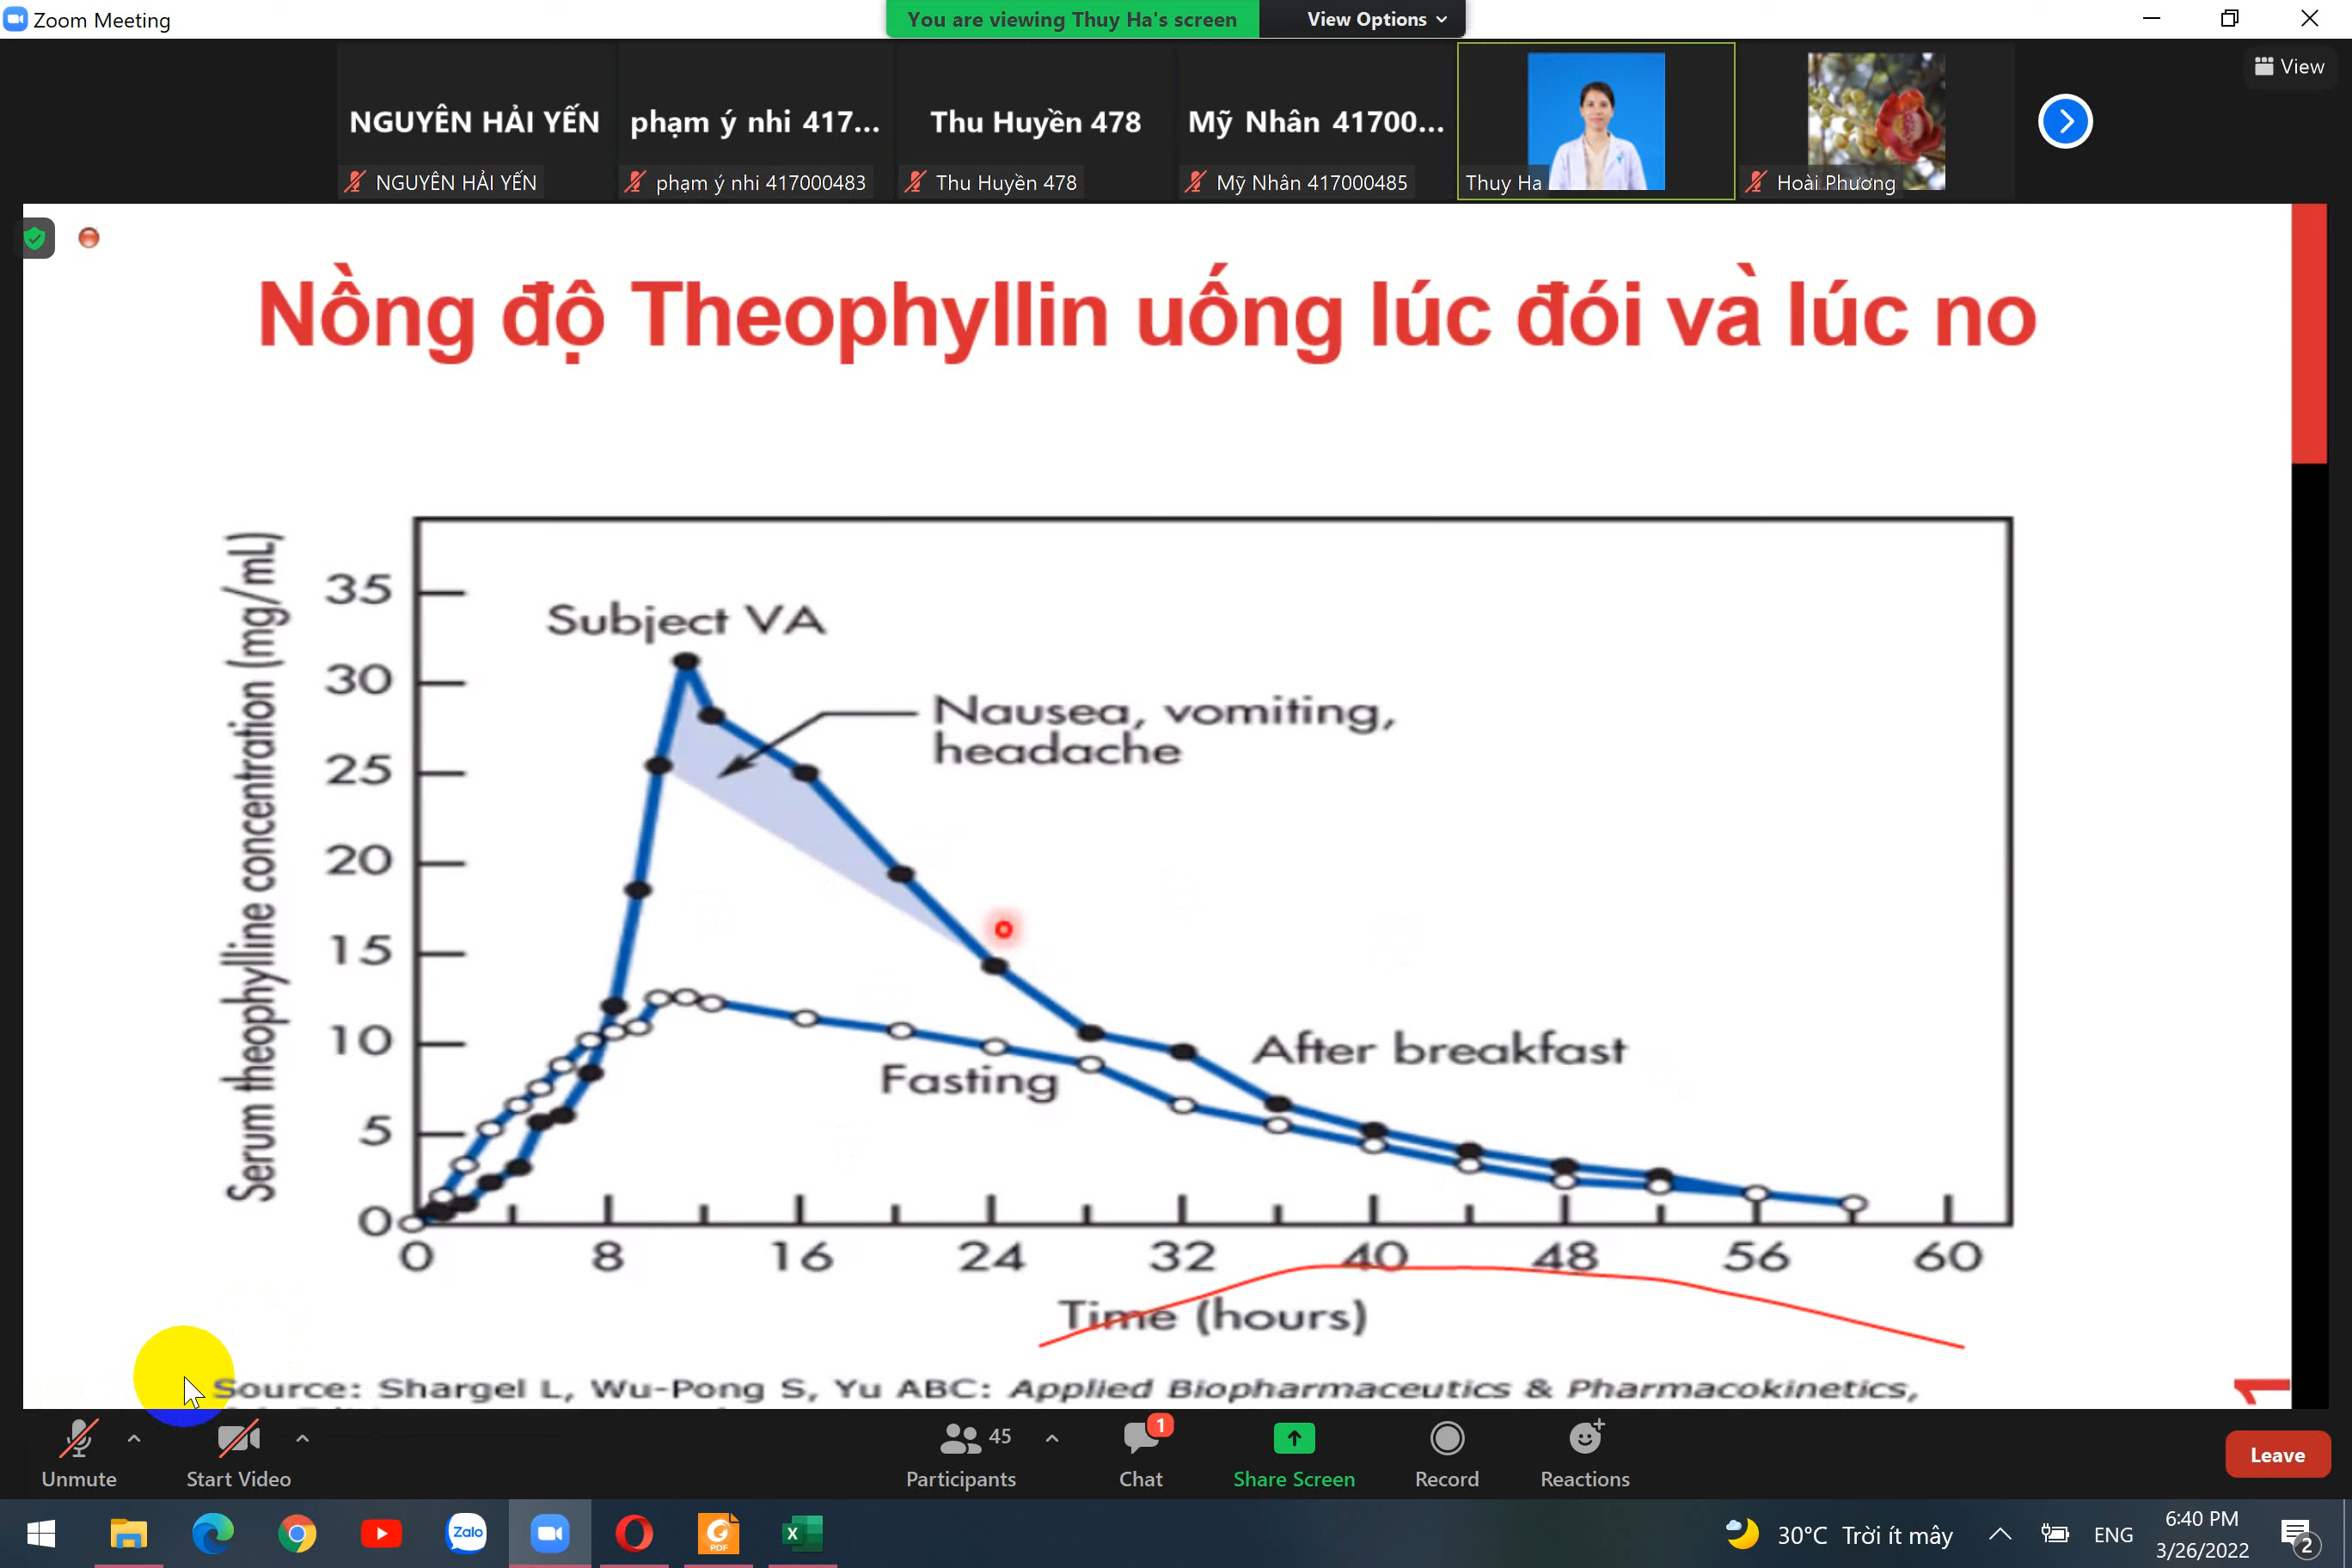 Zoom Meeting
You are viewing Thuy Ha's screen
View Options
View
NGUYÊN HẢI YẾN
phạm ý nhi 417...
Thu Huyền 478
Mỹ Nhân 41700...
NGUYÊN HẢI YẾN
phạm ý nhi 417000483
Thu Huyền 478
Mỹ Nhân 417000485
Thuy Ha
Hoài Phương
Nồng độ Theophyllin uống lúc đói và lúc no
Serum theophylline concentration (mg/mL)
35
30
25
20
15
10
5
0
Subject VA
Nausea, vomiting,
headache
After breakfast
Fasting
0 8 16 24 32 40 48 56 60
Time (hours)
Source: Shargel L, Wu-Pong S, Yu ABC: Applied Biopharmaceutics & Pharmacokinetics,
Unmute
Start Video
45
Participants
1
Chat
Share Screen
Record
Reactions
Leave
Zalo
PDF
X
30°C Trời ít mây
ENG
6:40 PM
3/26/2022
2